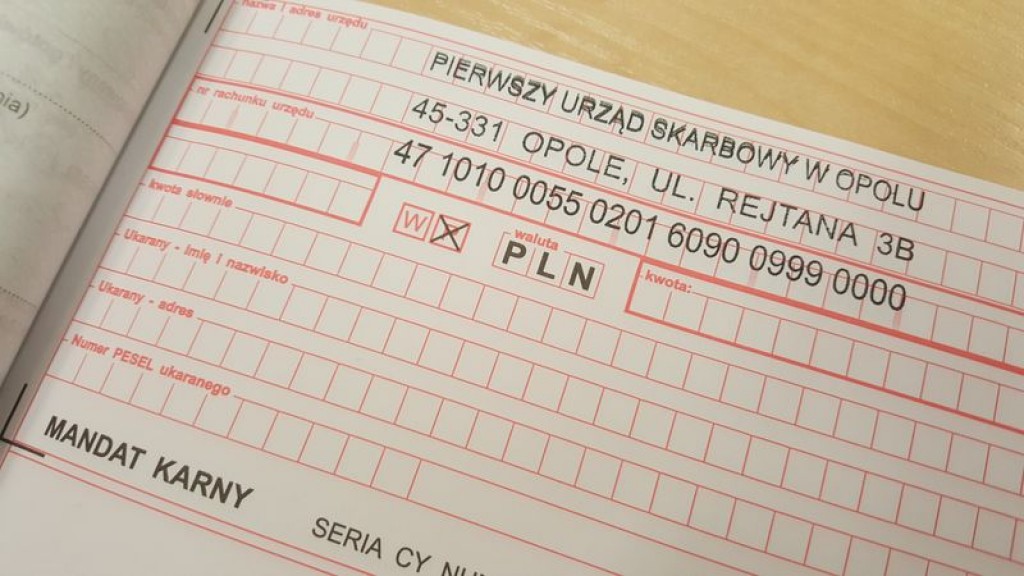 nia)
nazwa i adres urzędu
PIERWSZY URZĄD SKARBOWY W OPOLU
45-331 OPOLE, UL. REJTANA 3B
nr rachunku urzędu
47 1010 0055 0201 6090 0999 0000
W X
waluta
PLN
kwota:
kwota słownie
Ukarany - imię i nazwisko
Ukarany - adres
Numer PESEL ukaranego
MANDAT KARNY
SERIA CY